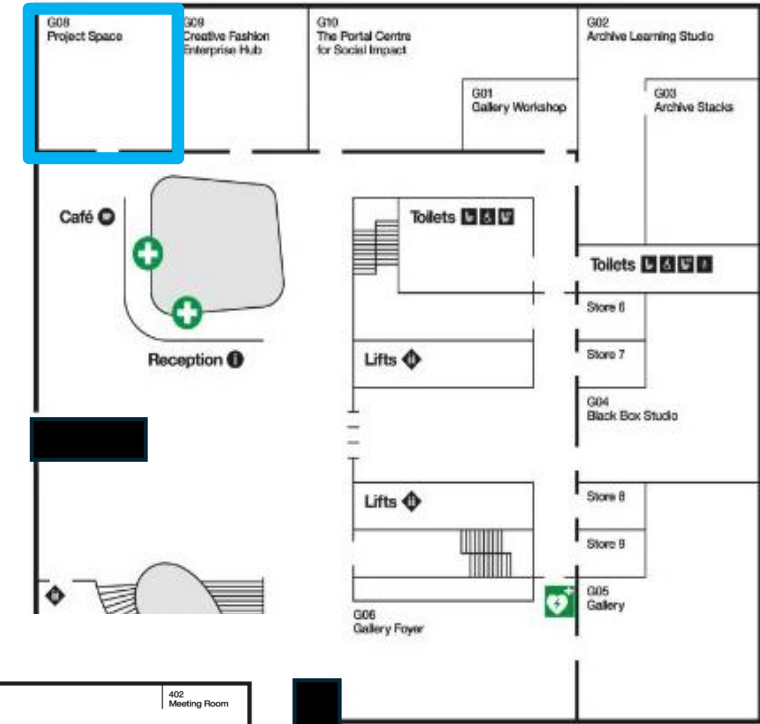 G08
Project Space
G09
Creative Fashion
Enterprise Hub
G10
The Portal Centre
for Social Impact
G01
Gallery Workshop
G02
Archive Learning Studio
G03
Archive Stacks
Café
Toilets
Toilets
Store 6
Reception
Lifts
Store 7
G04
Black Box Studio
Lifts
Store 8
Store 9
G05
Gallery
G06
Gallery Foyer
402
Meeting Room